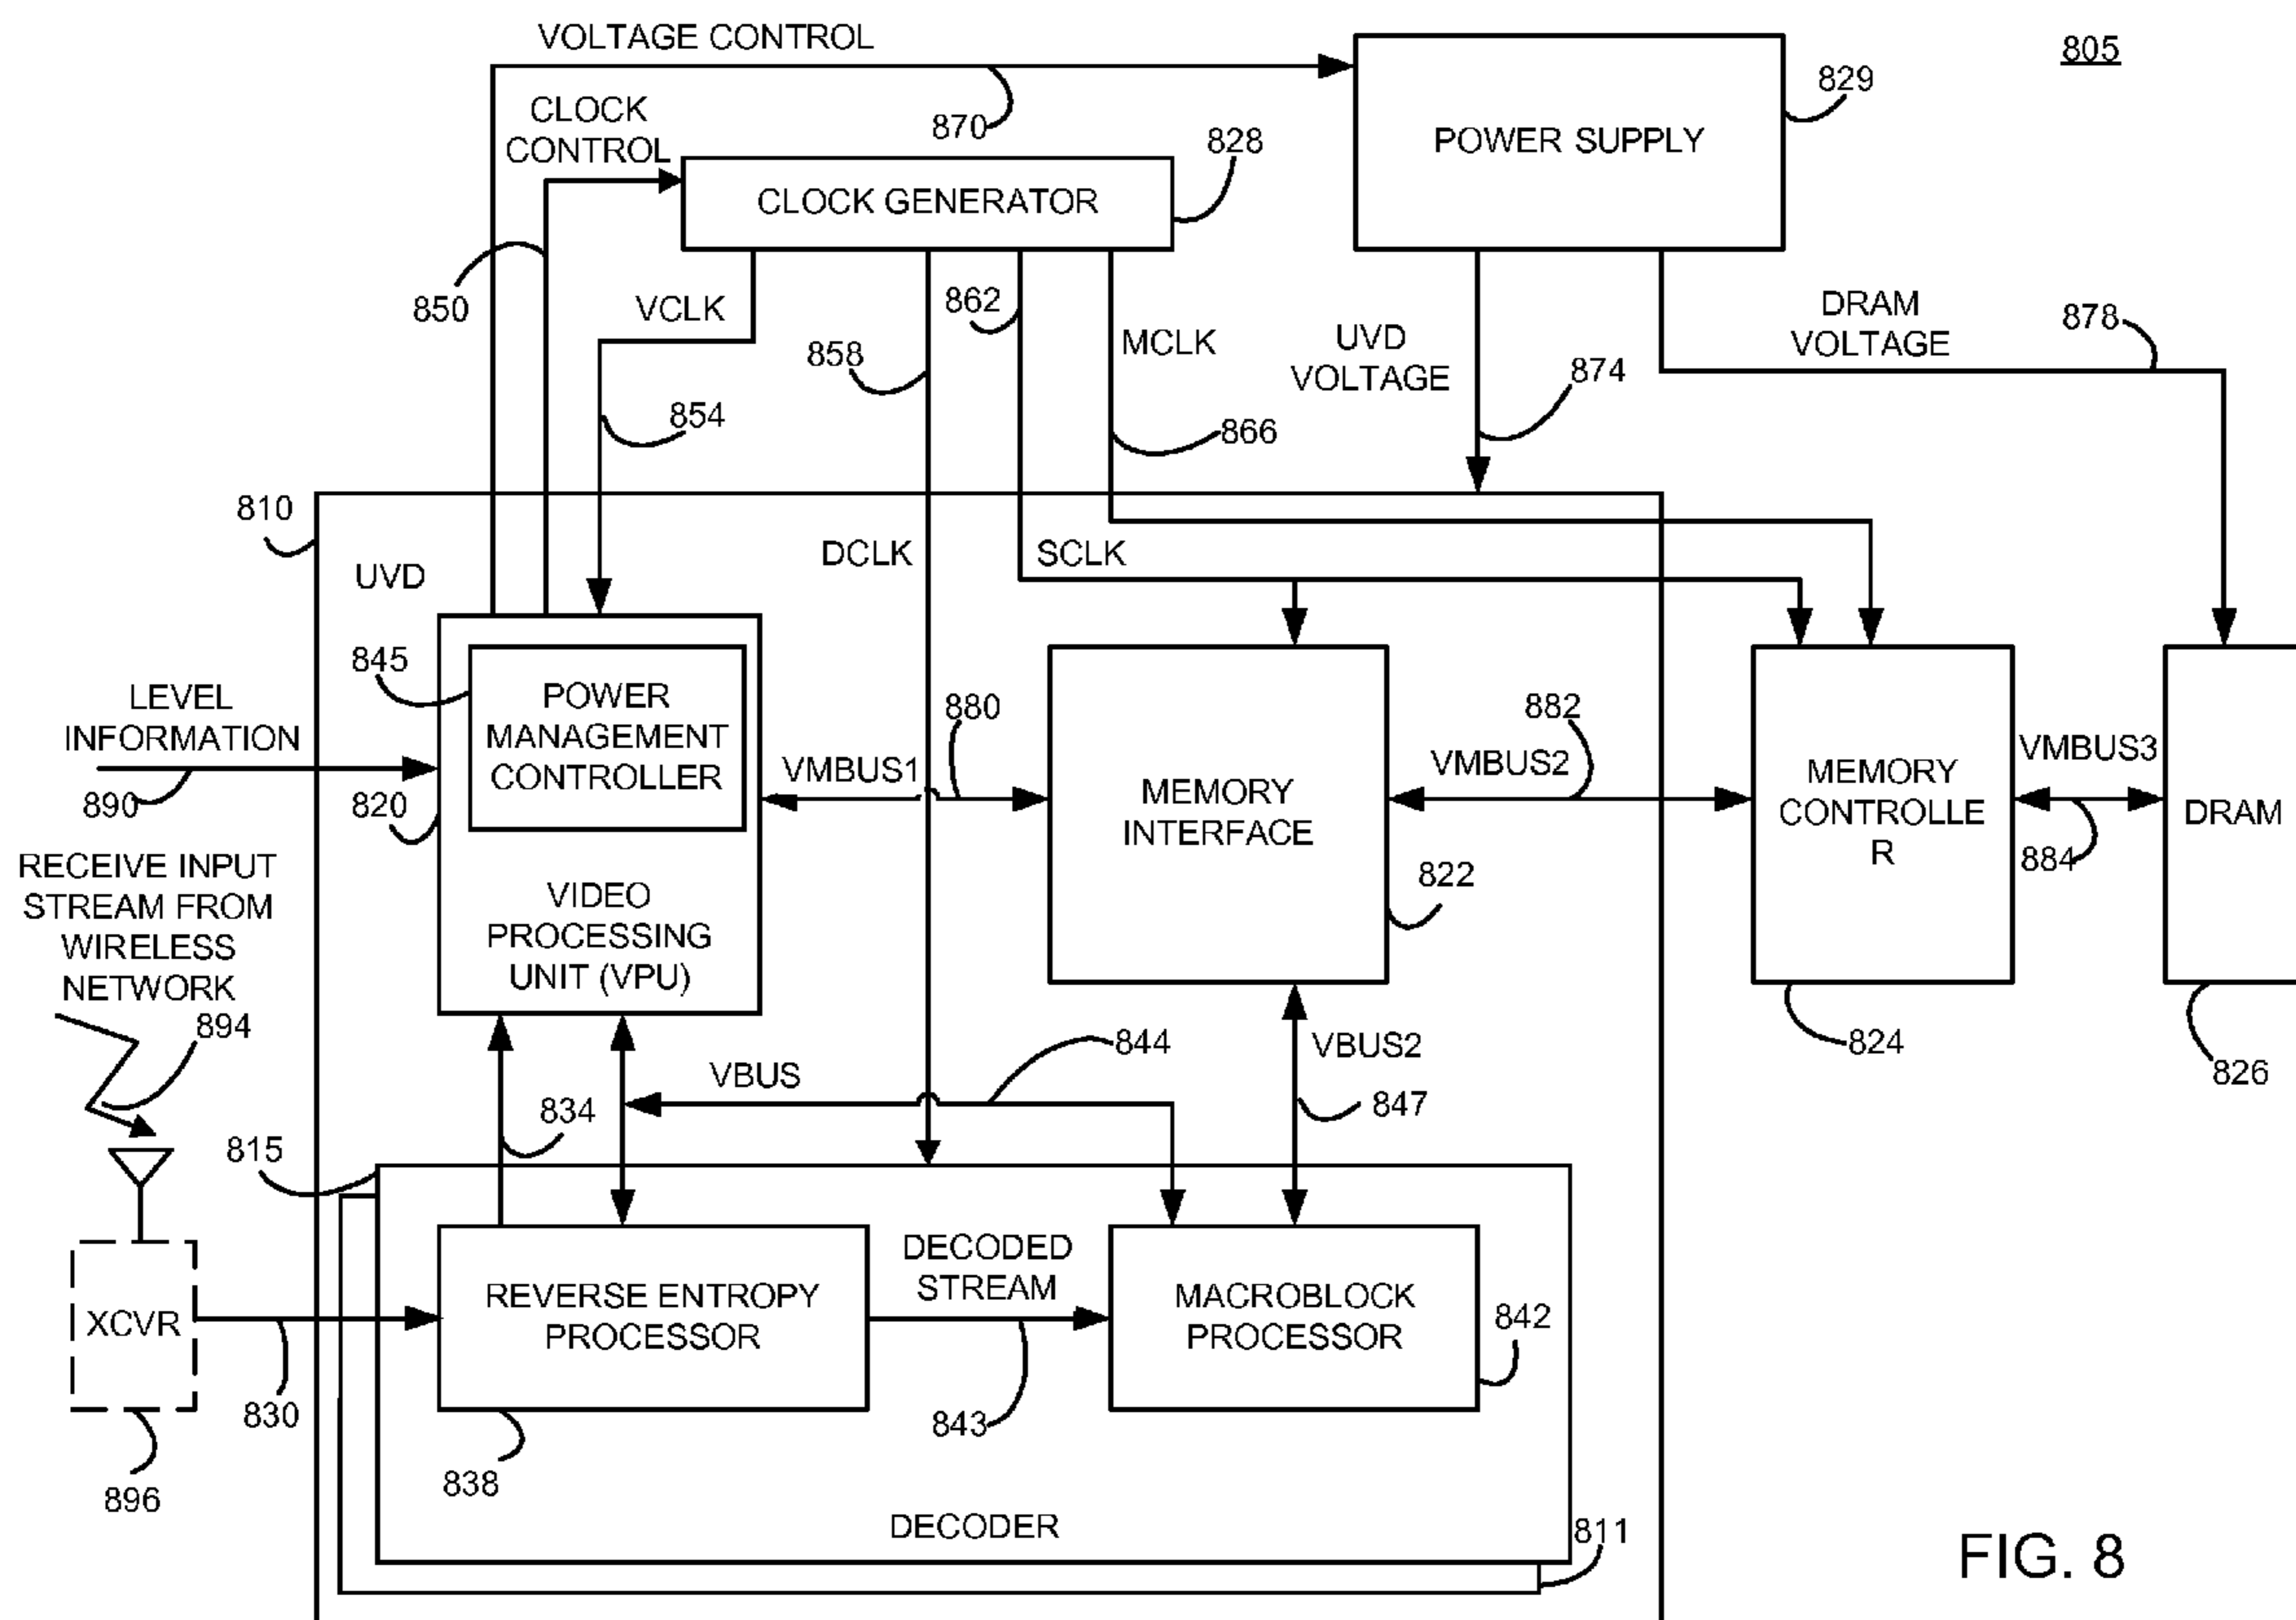 VOLTAGE CONTROL
805
829
CLOCK
CONTROL
870
828
POWER SUPPLY
CLOCK GENERATOR
850
VCLK
862
858
MCLK
UVD
VOLTAGE
DRAM
VOLTAGE
878
874
854
866
810
UVD
DCLK
SCLK
845
POWER
MANAGEMENT
CONTROLLER
LEVEL
INFORMATION
890
820
VMBUS1
880
MEMORY
INTERFACE
882
VMBUS2
MEMORY
CONTROLLE
R
VMBUS3
884
DRAM
822
VIDEO
PROCESSING
UNIT (VPU)
RECEIVE INPUT
STREAM FROM
WIRELESS
NETWORK
894
844
VBUS2
847
824
826
VBUS
834
815
XCVR
830
896
REVERSE ENTROPY
PROCESSOR
838
DECODED
STREAM
843
MACROBLOCK
PROCESSOR
842
DECODER
811
FIG. 8